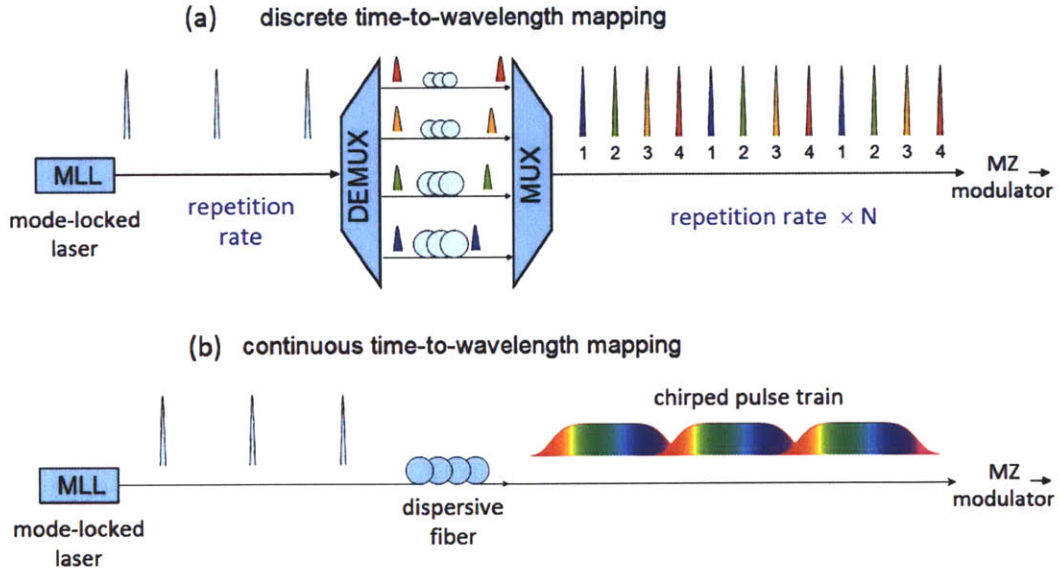 (a) discrete time-to-wavelength mapping
MLL
mode-locked
laser
repetition
rate
DEMUX
MUX
1 2 3 4 1 2 3 4 1 2 3 4
repetition rate × N
MZ
modulator
(b) continuous time-to-wavelength mapping
MLL
mode-locked
laser
dispersive
fiber
chirped pulse train
MZ
modulator